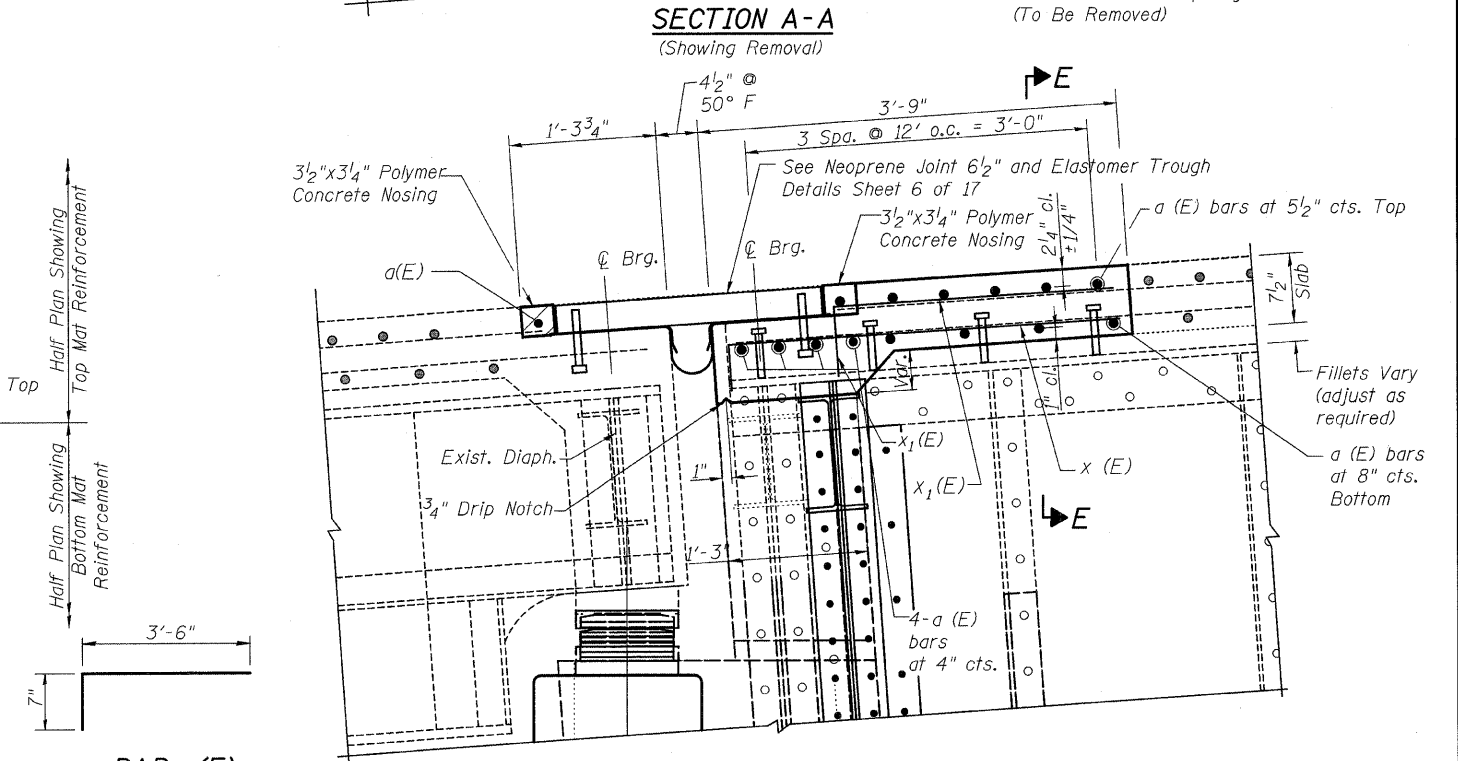 SECTION A-A
(Showing Removal)
(To Be Removed)
4½" @
50° F
E
3'-9"
1'-3¾"
3 Spa. @ 12' o.c. = 3'-0"
3½"x3¼" Polymer
Concrete Nosing
See Neoprene Joint 6½" and Elastomer Trough
Details Sheet 6 of 17
3½"x3¼" Polymer
Concrete Nosing
2¼" cl.
±1/4"
a (E) bars at 5½" cts. Top
a(E)
℄ Brg.
℄ Brg.
7½"
Slab
Half Plan Showing
Top Mat Reinforcement
Top
Var.
1" cl.
Fillets Vary
(adjust as
required)
Exist. Diaph.
x₁(E)
x₁(E)
x (E)
a (E) bars
at 8" cts.
Bottom
1"
¾" Drip Notch
E
Half Plan Showing
Bottom Mat
Reinforcement
1'-3"
4-a (E)
bars
at 4" cts.
3'-6"
7"